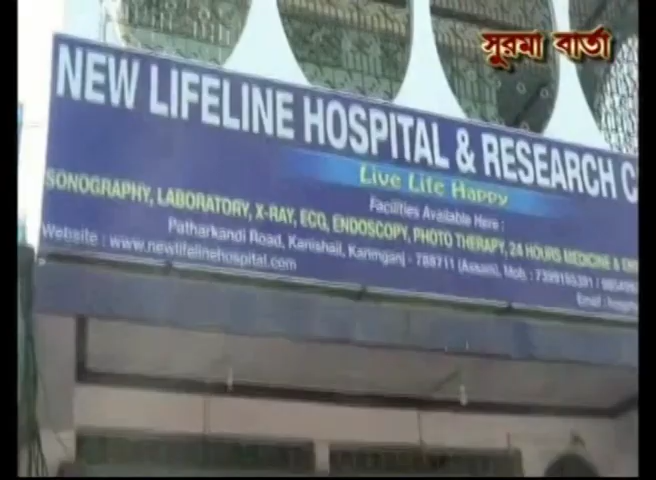 সুরমা বার্তা
NEW LIFELINE HOSPITAL & RESEARCH C
Live Life Happy
Facilities Available Here :
SONOGRAPHY, LABORATORY, X-RAY, ECG, ENDOSCOPY, PHOTO THERAPY, 24 HOURS MEDICINE &
Patharkandi Road, Kanishail, Karimganj - 788711 (Assam), Mob :
Website : www.newlifelinehospital.com
Email :